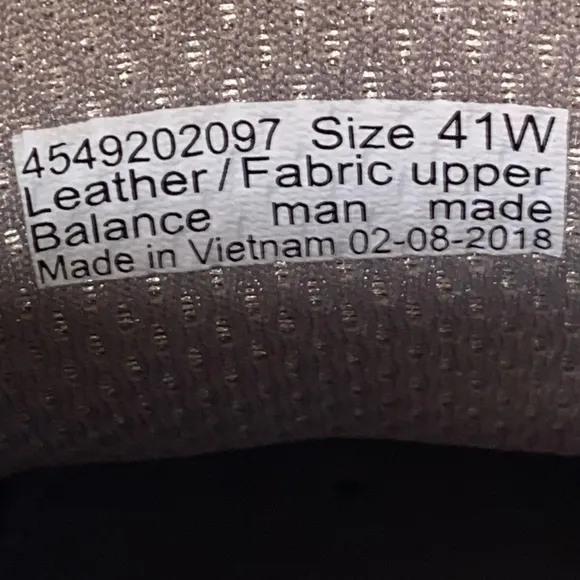 4549202097 Size 41W
Leather / Fabric upper
Balance man made
Made in Vietnam 02-08-2018